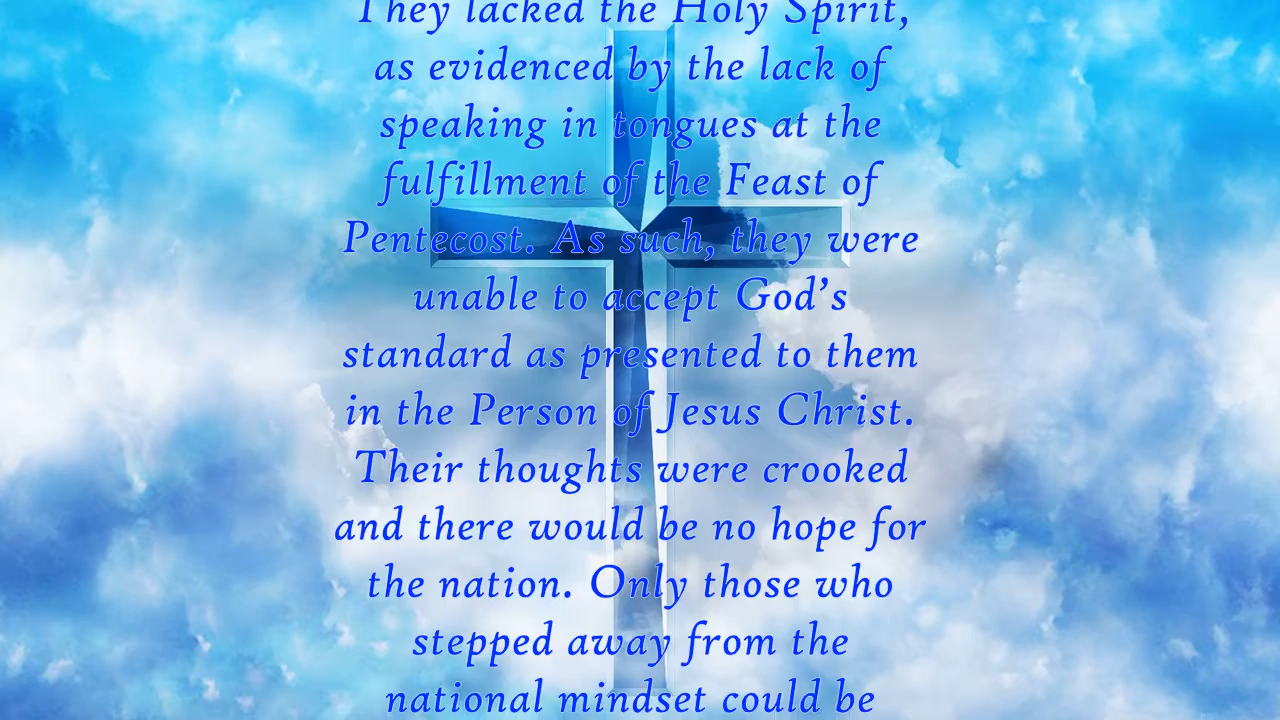 They lacked the Holy Spirit,
as evidenced by the lack of
speaking in tongues at the
fulfillment of the Feast of
Pentecost. As such, they were
unable to accept God’s
standard as presented to them
in the Person of Jesus Christ.
Their thoughts were crooked
and there would be no hope for
the nation. Only those who
stepped away from the
national mindset could be